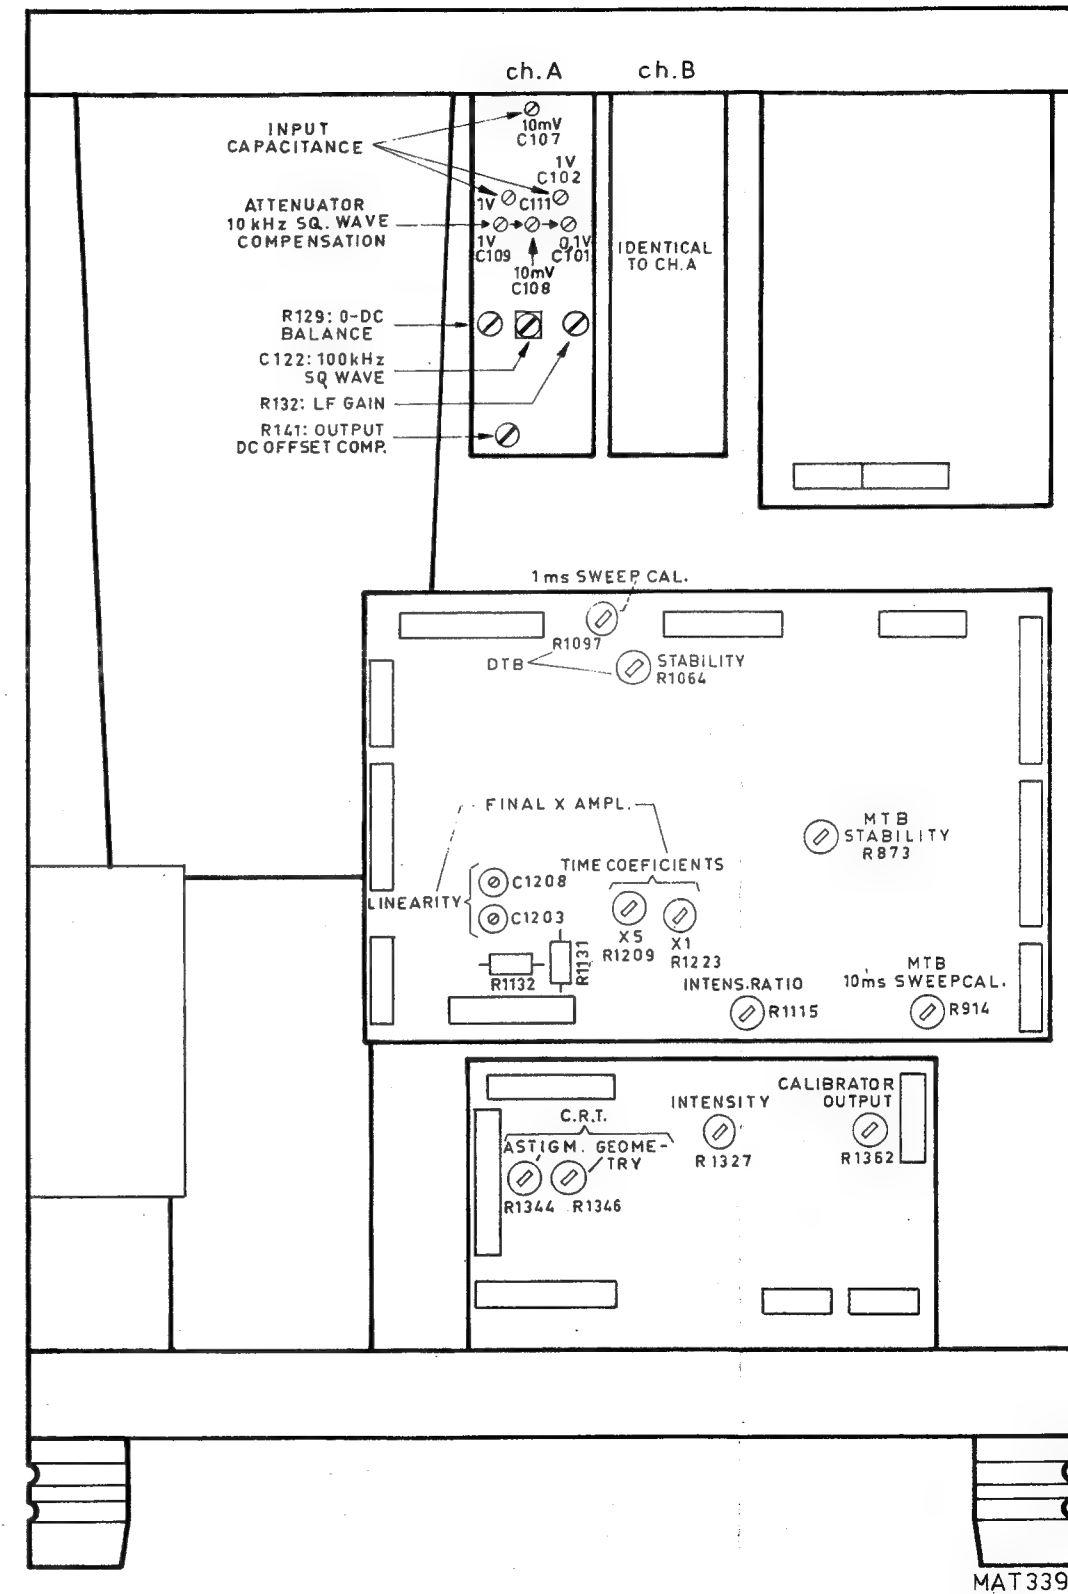 ch.A
ch.B
INPUT
CAPACITANCE
10mV
C107
1V
C102
1V
C111
ATTENUATOR
10 kHz SQ. WAVE
COMPENSATION
1V
C109
0,1V
C101
10mV
C108
IDENTICAL
TO CH.A
R129: 0-DC
BALANCE
C122: 100kHz
SQ WAVE
R132: LF GAIN
R141: OUTPUT
DC OFFSET COMP.
1ms SWEEP CAL.
R1097
DTB
STABILITY
R1064
FINAL X AMPL.
MTB
STABILITY
R873
TIME COEFICIENTS
LINEARITY
C1208
C1203
X5
R1209
X1
R1223
R1132
R1131
INTENS.RATIO
R1115
MTB
10ms SWEEPCAL.
R914
C.R.T.
ASTIGM. GEOME-
TRY
R1344 R1346
INTENSITY
R1327
CALIBRATOR
OUTPUT
R1362
MAT339